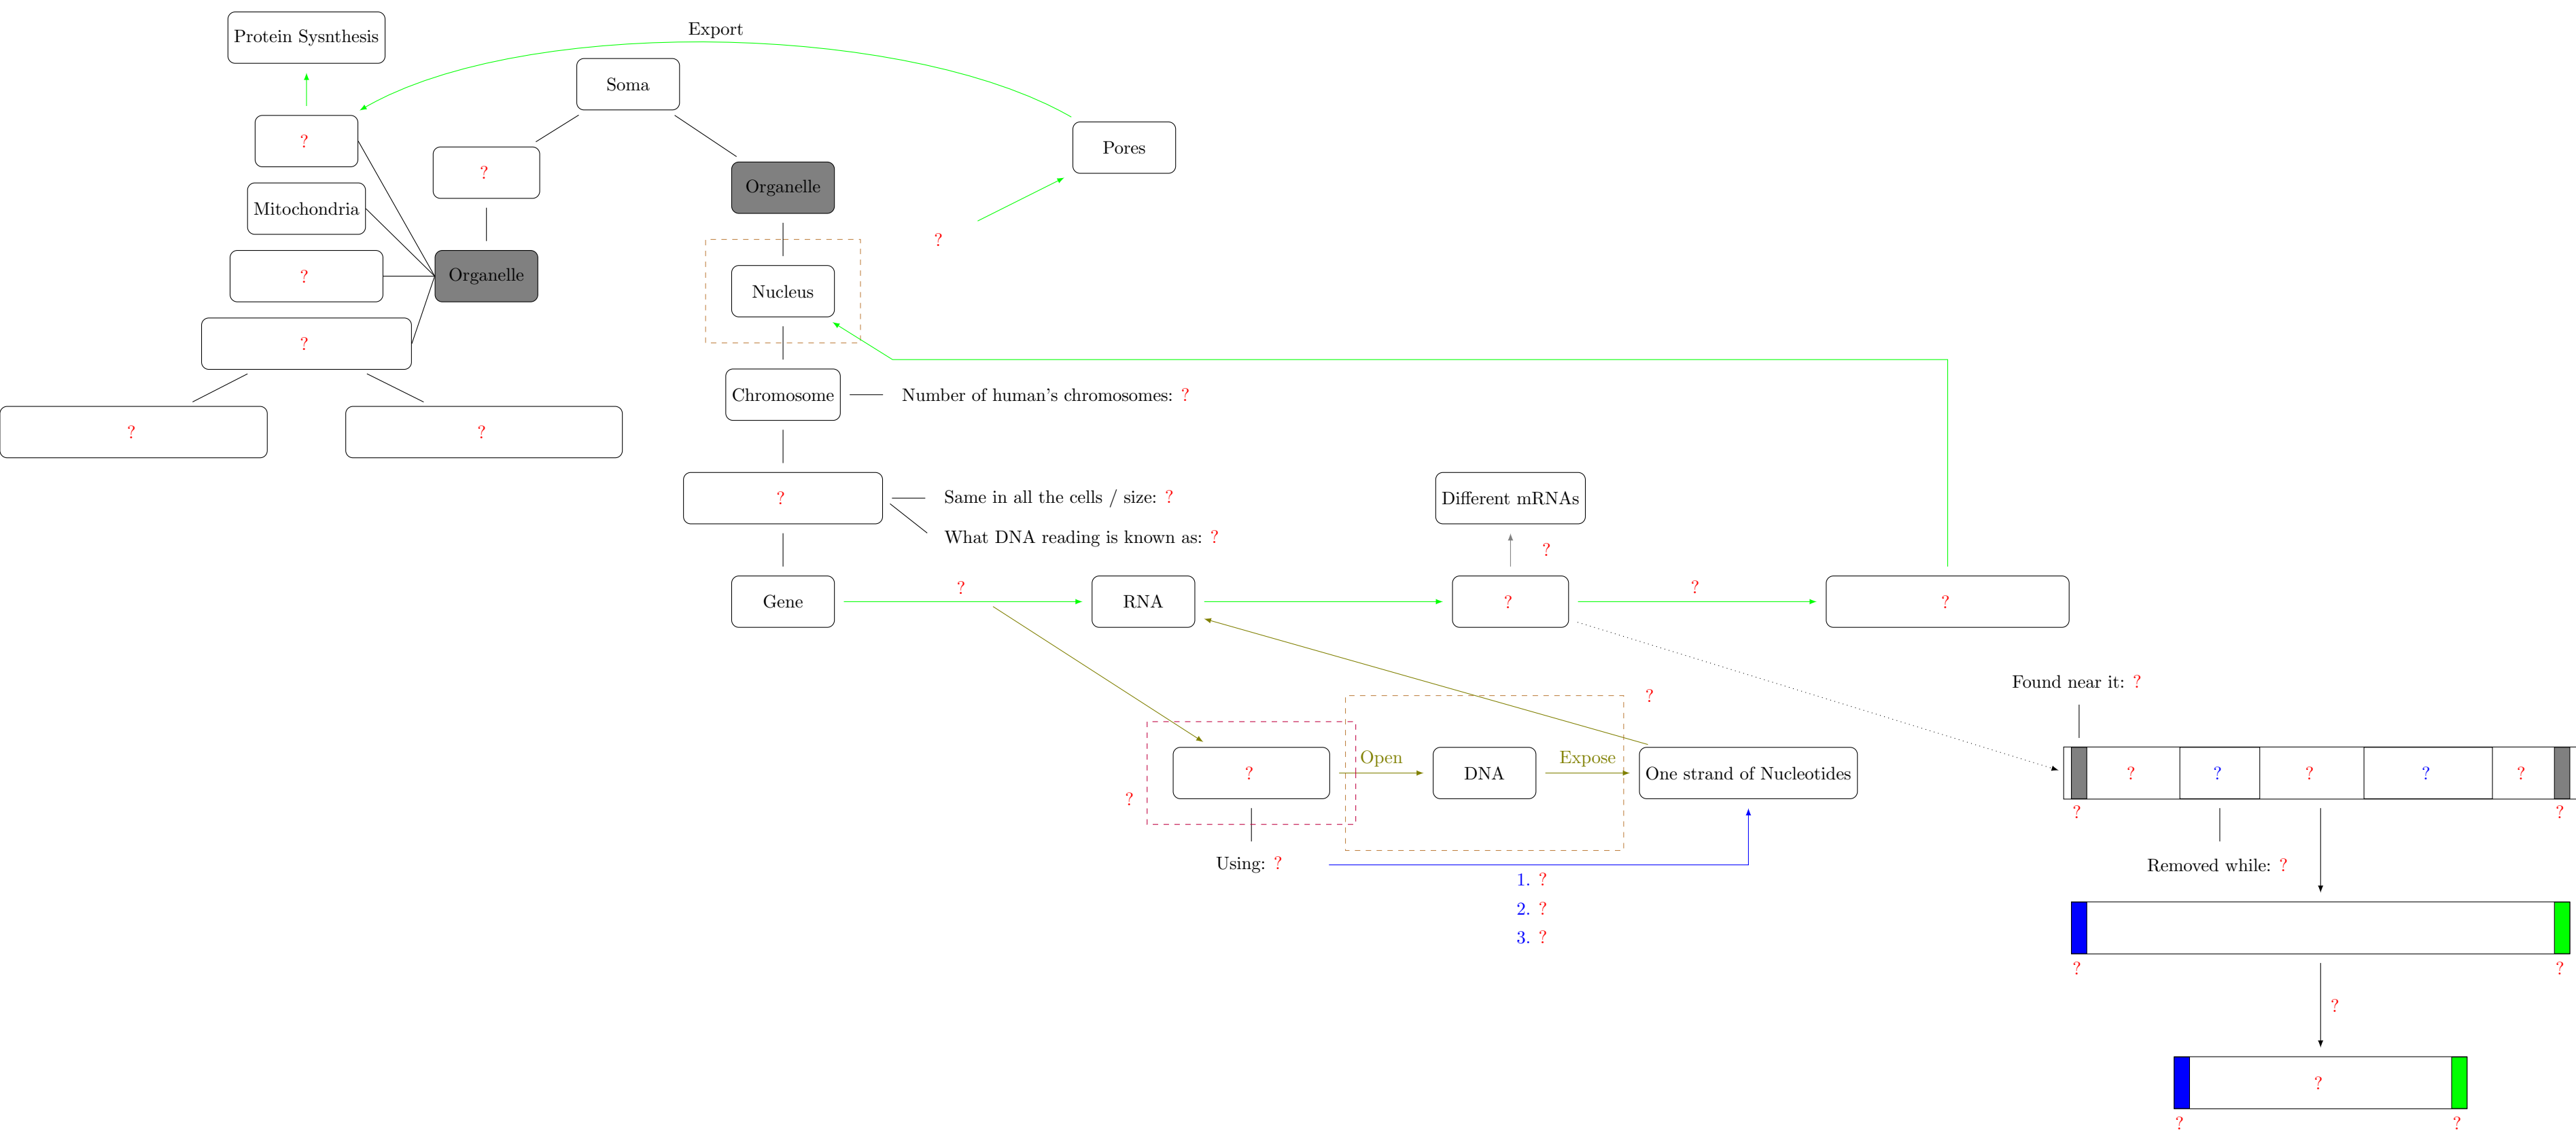 Export
Protein Sysnthesis
Soma
?
Pores
?
Organelle
Mitochondria
?
?
Organelle
Nucleus
?
?
?
Chromosome
Number of human's chromosomes: ?
?
Same in all the cells / size: ?
What DNA reading is known as: ?
Different mRNAs
?
Gene
?
RNA
?
?
?
Found near it: ?
?
?
?
Open
DNA
Expose
One strand of Nucleotides
Using: ?
1. ?
2. ?
3. ?
?
?
?
?
?
?
?
Removed while: ?
?
?
?
?
?
?